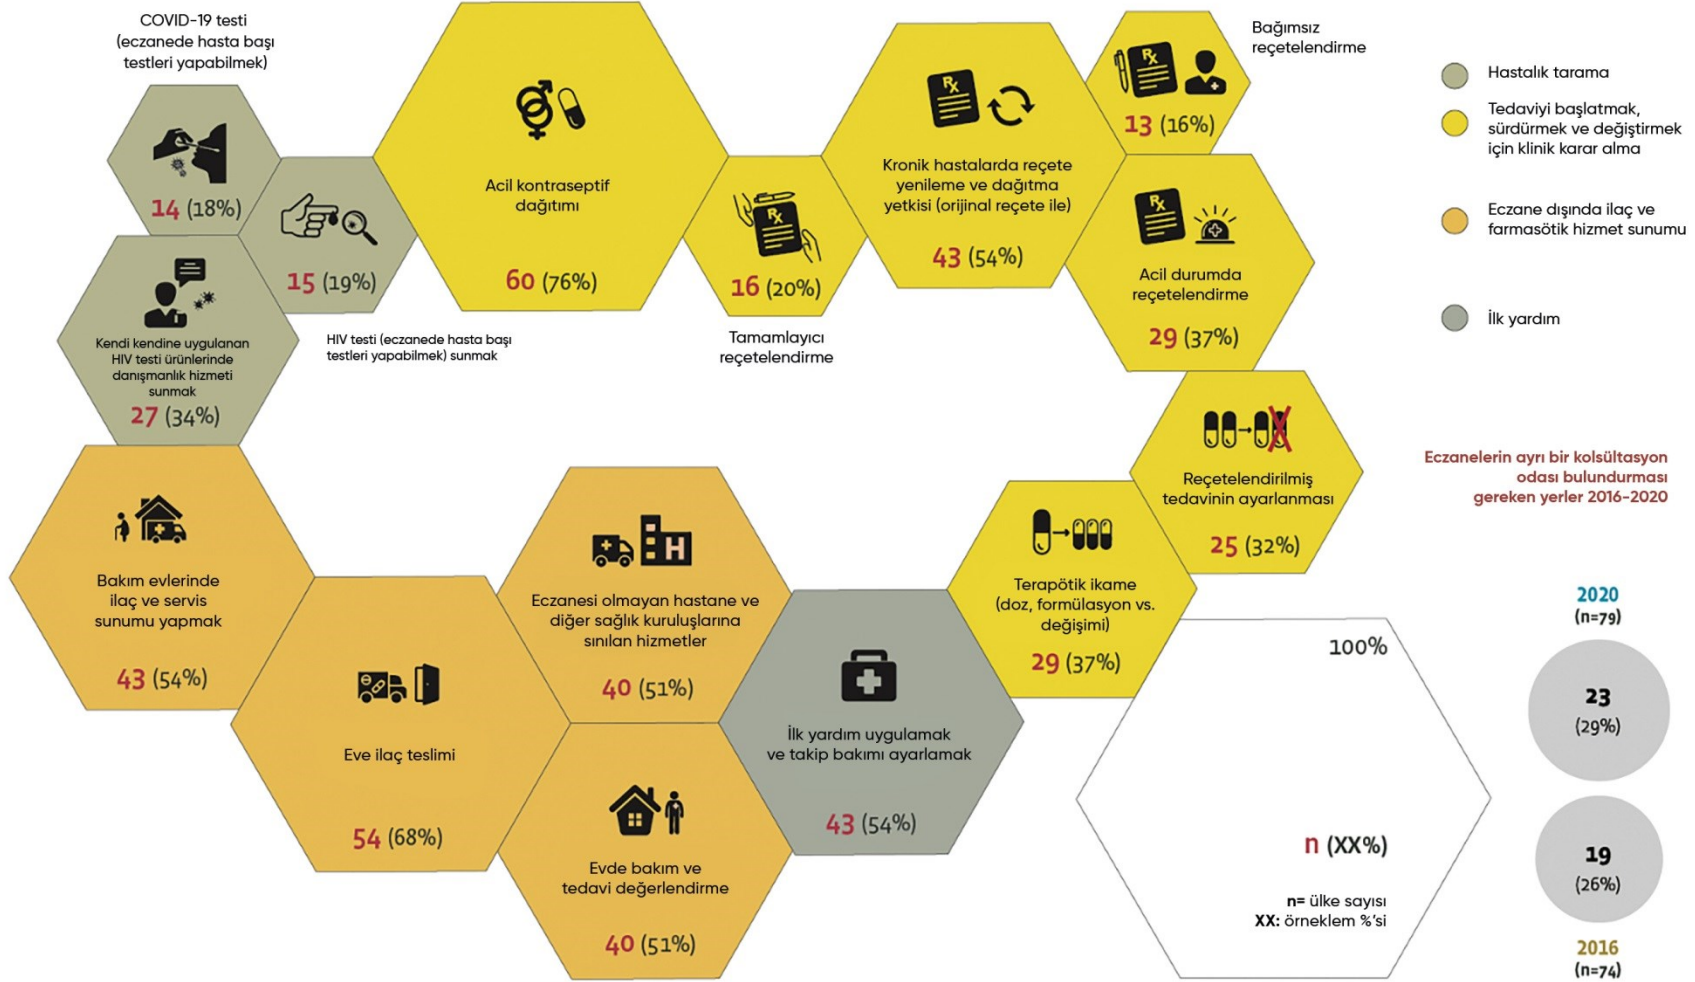 COVID-19 testi
(eczanede hasta başı
testleri yapabilmek)
14 (18%)
15 (19%)
HIV testi (eczanede hasta başı
testleri yapabilmek) sunmak
Kendi kendine uygulanan
HIV testi ürünlerinde
danışmanlık hizmeti
sunmak
27 (34%)
Acil kontraseptif
dağıtımı
60 (76%)
RX
16 (20%)
Tamamlayıcı
reçetelendirme
RX
Kronik hastalarda reçete
yenileme ve dağıtma
yetkisi (orijinal reçete ile)
43 (54%)
Bağımsız
reçetelendirme
RX
13 (16%)
RX
Acil durumda
reçetelendirme
29 (37%)
Reçetelendirilmiş
tedavinin ayarlanması
25 (32%)
Terapötik ikame
(doz, formülasyon vs.
değişimi)
29 (37%)
Bakım evlerinde
ilaç ve servis
sunumu yapmak
43 (54%)
Eve ilaç teslimi
54 (68%)
H
Eczanesi olmayan hastane ve
diğer sağlık kuruluşlarına
sınılan hizmetler
40 (51%)
Evde bakım ve
tedavi değerlendirme
40 (51%)
İlk yardım uygulamak
ve takip bakımı ayarlamak
43 (54%)
100%
n (XX%)
n= ülke sayısı
XX: örneklem %'si
Hastalık tarama
Tedaviyi başlatmak,
sürdürmek ve değiştirmek
için klinik karar alma
Eczane dışında ilaç ve
farmasötik hizmet sunumu
İlk yardım
Eczanelerin ayrı bir kolsültasyon
odası bulundurması
gereken yerler 2016-2020
2020
(n=79)
23
(29%)
19
(26%)
2016
(n=74)